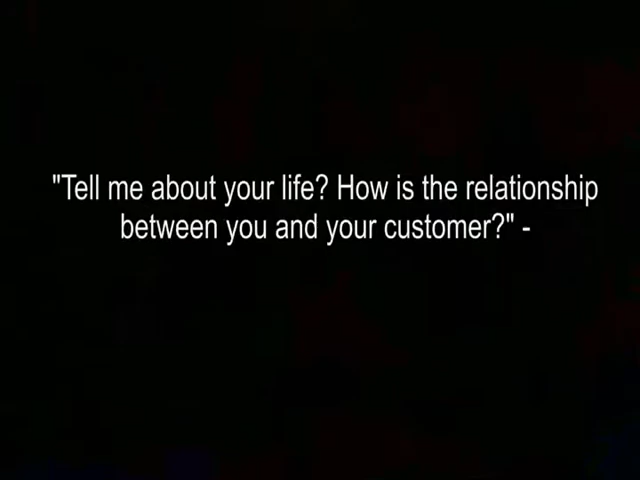 "Tell me about your life? How is the relationship
between you and your customer?" -